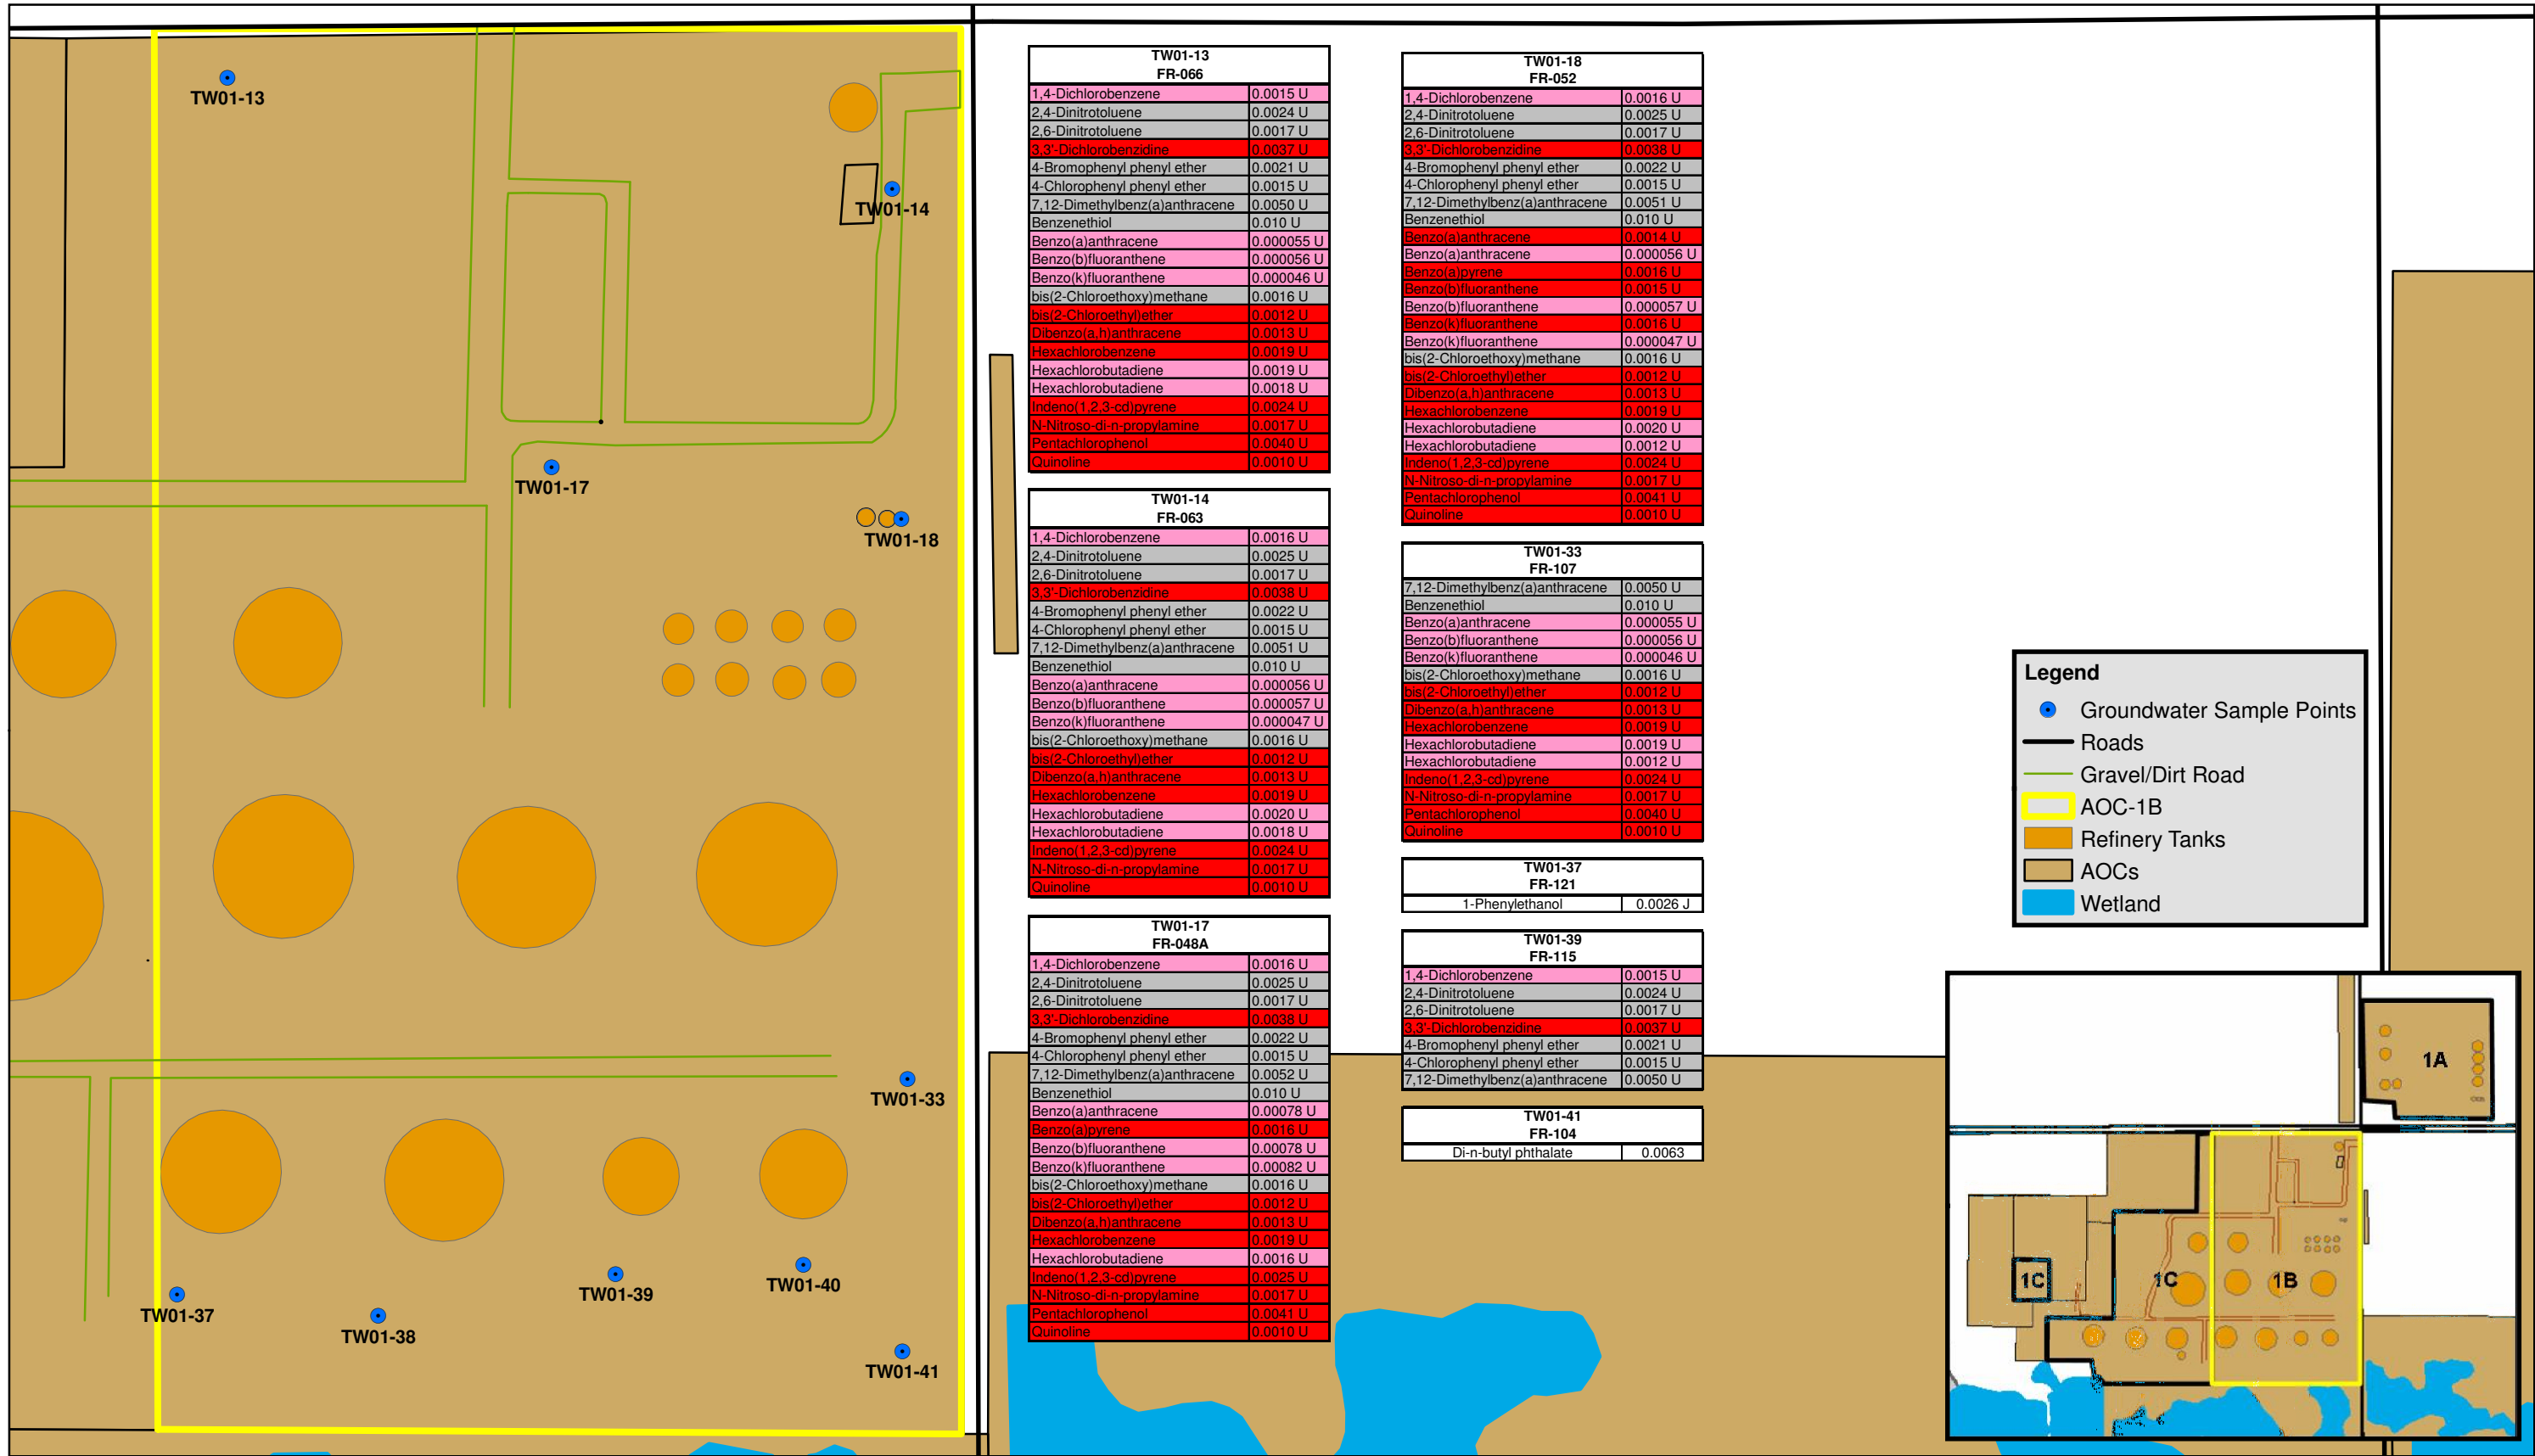 TW01-13
TW01-14
TW01-17
TW01-18
TW01-33
TW01-37
TW01-38
TW01-39
TW01-40
TW01-41
TW01-13
FR-066
1,4-Dichlorobenzene 0.0015 U
2,4-Dinitrotoluene 0.0024 U
2,6-Dinitrotoluene 0.0017 U
3,3'-Dichlorobenzidine 0.0037 U
4-Bromophenyl phenyl ether 0.0021 U
4-Chlorophenyl phenyl ether 0.0015 U
7,12-Dimethylbenz(a)anthracene 0.0050 U
Benzenethiol 0.010 U
Benzo(a)anthracene 0.000055 U
Benzo(b)fluoranthene 0.000056 U
Benzo(k)fluoranthene 0.000046 U
bis(2-Chloroethoxy)methane 0.0016 U
bis(2-Chloroethyl)ether 0.0012 U
Dibenzo(a,h)anthracene 0.0013 U
Hexachlorobenzene 0.0019 U
Hexachlorobutadiene 0.0019 U
Hexachlorobutadiene 0.0018 U
Indeno(1,2,3-cd)pyrene 0.0024 U
N-Nitroso-di-n-propylamine 0.0017 U
Pentachlorophenol 0.0040 U
Quinoline 0.0010 U
TW01-14
FR-063
1,4-Dichlorobenzene 0.0016 U
2,4-Dinitrotoluene 0.0025 U
2,6-Dinitrotoluene 0.0017 U
3,3'-Dichlorobenzidine 0.0038 U
4-Bromophenyl phenyl ether 0.0022 U
4-Chlorophenyl phenyl ether 0.0015 U
7,12-Dimethylbenz(a)anthracene 0.0051 U
Benzenethiol 0.010 U
Benzo(a)anthracene 0.000056 U
Benzo(b)fluoranthene 0.000057 U
Benzo(k)fluoranthene 0.000047 U
bis(2-Chloroethoxy)methane 0.0016 U
bis(2-Chloroethyl)ether 0.0012 U
Dibenzo(a,h)anthracene 0.0013 U
Hexachlorobenzene 0.0019 U
Hexachlorobutadiene 0.0020 U
Hexachlorobutadiene 0.0018 U
Indeno(1,2,3-cd)pyrene 0.0024 U
N-Nitroso-di-n-propylamine 0.0017 U
Quinoline 0.0010 U
TW01-17
FR-048A
1,4-Dichlorobenzene 0.0016 U
2,4-Dinitrotoluene 0.0025 U
2,6-Dinitrotoluene 0.0017 U
3,3'-Dichlorobenzidine 0.0038 U
4-Bromophenyl phenyl ether 0.0022 U
4-Chlorophenyl phenyl ether 0.0015 U
7,12-Dimethylbenz(a)anthracene 0.0052 U
Benzenethiol 0.010 U
Benzo(a)anthracene 0.00078 U
Benzo(a)pyrene 0.0016 U
Benzo(b)fluoranthene 0.00078 U
Benzo(k)fluoranthene 0.00082 U
bis(2-Chloroethoxy)methane 0.0016 U
bis(2-Chloroethyl)ether 0.0012 U
Dibenzo(a,h)anthracene 0.0013 U
Hexachlorobenzene 0.0019 U
Hexachlorobutadiene 0.0016 U
Indeno(1,2,3-cd)pyrene 0.0025 U
N-Nitroso-di-n-propylamine 0.0017 U
Pentachlorophenol 0.0041 U
Quinoline 0.0010 U
TW01-18
FR-052
1,4-Dichlorobenzene 0.0016 U
2,4-Dinitrotoluene 0.0025 U
2,6-Dinitrotoluene 0.0017 U
3,3'-Dichlorobenzidine 0.0038 U
4-Bromophenyl phenyl ether 0.0022 U
4-Chlorophenyl phenyl ether 0.0015 U
7,12-Dimethylbenz(a)anthracene 0.0051 U
Benzenethiol 0.010 U
Benzo(a)anthracene 0.0014 U
Benzo(a)anthracene 0.000056 U
Benzo(a)pyrene 0.0016 U
Benzo(b)fluoranthene 0.0015 U
Benzo(b)fluoranthene 0.000057 U
Benzo(k)fluoranthene 0.0016 U
Benzo(k)fluoranthene 0.000047 U
bis(2-Chloroethoxy)methane 0.0016 U
bis(2-Chloroethyl)ether 0.0012 U
Dibenzo(a,h)anthracene 0.0013 U
Hexachlorobenzene 0.0019 U
Hexachlorobutadiene 0.0020 U
Hexachlorobutadiene 0.0012 U
Indeno(1,2,3-cd)pyrene 0.0024 U
N-Nitroso-di-n-propylamine 0.0017 U
Pentachlorophenol 0.0041 U
Quinoline 0.0010 U
TW01-33
FR-107
7,12-Dimethylbenz(a)anthracene 0.0050 U
Benzenethiol 0.010 U
Benzo(a)anthracene 0.000055 U
Benzo(b)fluoranthene 0.000056 U
Benzo(k)fluoranthene 0.000046 U
bis(2-Chloroethoxy)methane 0.0016 U
bis(2-Chloroethyl)ether 0.0012 U
Dibenzo(a,h)anthracene 0.0013 U
Hexachlorobenzene 0.0019 U
Hexachlorobutadiene 0.0019 U
Hexachlorobutadiene 0.0012 U
Indeno(1,2,3-cd)pyrene 0.0024 U
N-Nitroso-di-n-propylamine 0.0017 U
Pentachlorophenol 0.0040 U
Quinoline 0.0010 U
TW01-37
FR-121
1-Phenylethanol 0.0026 J
TW01-39
FR-115
1,4-Dichlorobenzene 0.0015 U
2,4-Dinitrotoluene 0.0024 U
2,6-Dinitrotoluene 0.0017 U
3,3'-Dichlorobenzidine 0.0037 U
4-Bromophenyl phenyl ether 0.0021 U
4-Chlorophenyl phenyl ether 0.0015 U
7,12-Dimethylbenz(a)anthracene 0.0050 U
TW01-41
FR-104
Di-n-butyl phthalate 0.0063
Legend
Groundwater Sample Points
Roads
Gravel/Dirt Road
AOC-1B
Refinery Tanks
AOCs
Wetland
1A
1C
1C
1B